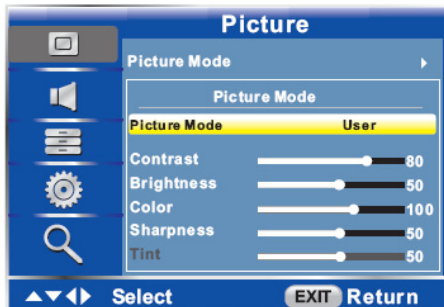 Picture
Picture Mode
Picture Mode
Picture Mode User
Contrast 80
Brightness 50
Color 100
Sharpness 50
Tint 50
Select EXIT Return